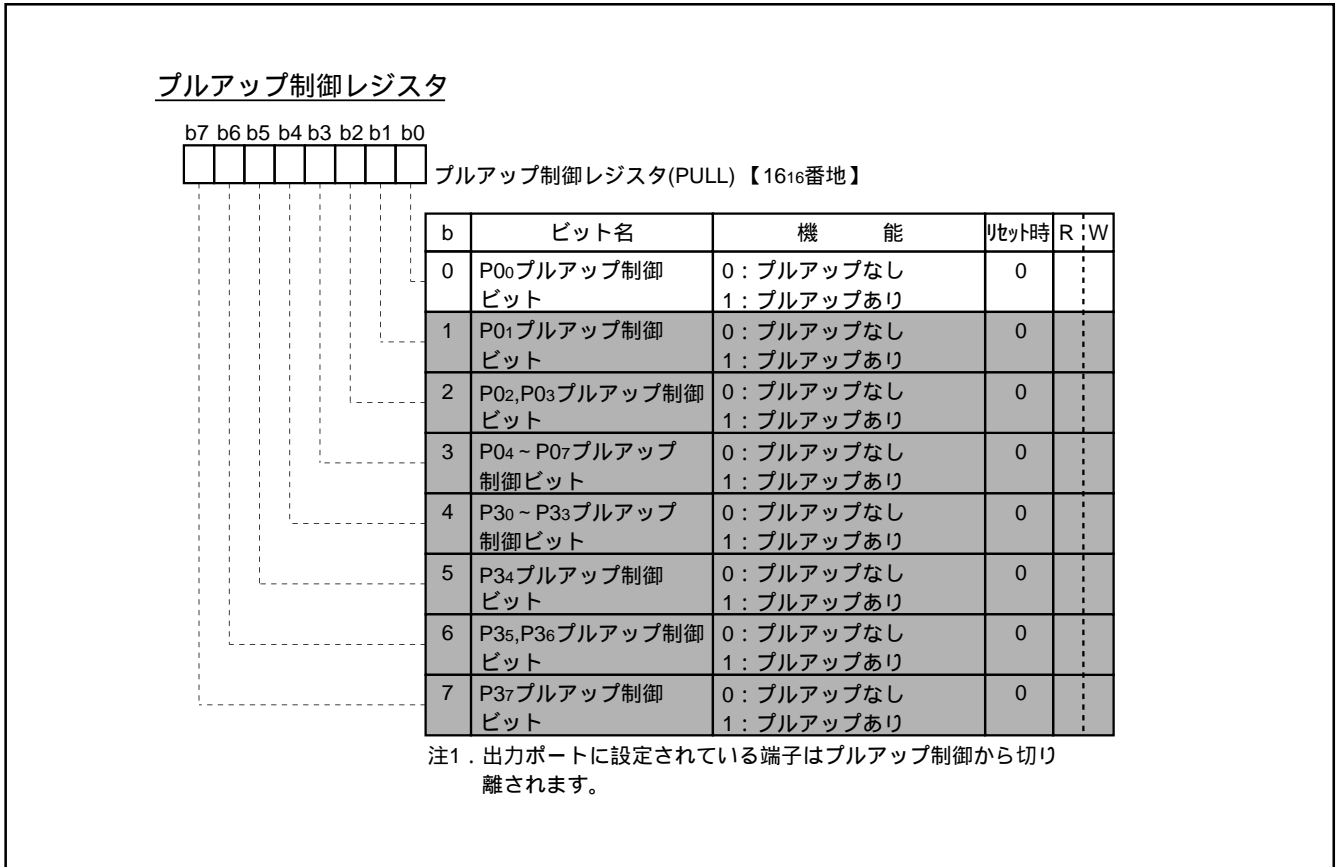 プルアップ制御レジスタ
b7 b6 b5 b4 b3 b2 b1 b0
プルアップ制御レジスタ(PULL) 【1616番地】
b ビット名 機 能 リセット時 R W
0 P00プルアップ制御 0：プルアップなし 0
ビット 1：プルアップあり
1 P01プルアップ制御 0：プルアップなし 0
ビット 1：プルアップあり
2 P02,P03プルアップ制御 0：プルアップなし 0
ビット 1：プルアップあり
3 P04～P07プルアップ 0：プルアップなし 0
制御ビット 1：プルアップあり
4 P30～P33プルアップ 0：プルアップなし 0
制御ビット 1：プルアップあり
5 P34プルアップ制御 0：プルアップなし 0
ビット 1：プルアップあり
6 P35,P36プルアップ制御 0：プルアップなし 0
ビット 1：プルアップあり
7 P37プルアップ制御 0：プルアップなし 0
ビット 1：プルアップあり
注1．出力ポートに設定されている端子はプルアップ制御から切り
離されます。